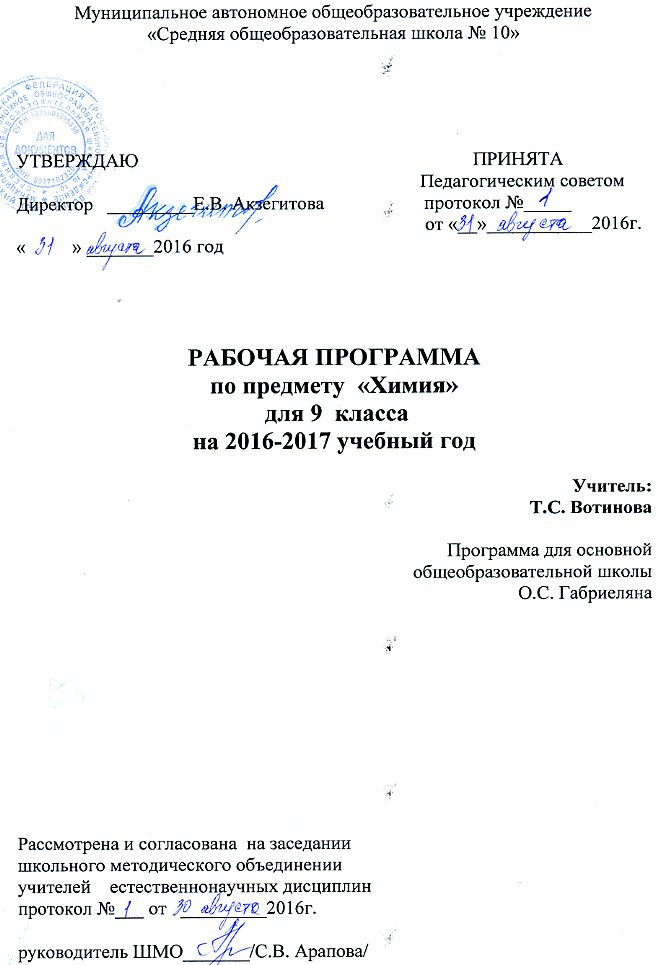 Муниципальное автономное общеобразовательное учреждение
«Средняя общеобразовательная школа № 10»
ДЛЯ
ДОКУМЕНТОВ
УТВЕРЖДАЮ
Директор Е.В. Акзегитова
« 31 » августа 2016 год
ПРИНЯТА
Педагогическим советом
протокол № 1
от «31» августа 2016г.
РАБОЧАЯ ПРОГРАММА
по предмету «Химия»
для 9 класса
на 2016-2017 учебный год
Учитель:
Т.С. Вотинова
Программа для основной
общеобразовательной школы
О.С. Габриеляна
Рассмотрена и согласована на заседании
школьного методического объединении
учителей естественнонаучных дисциплин
протокол № 1 от 30 августа 2016г.
руководитель ШМО /С.В. Арапова/